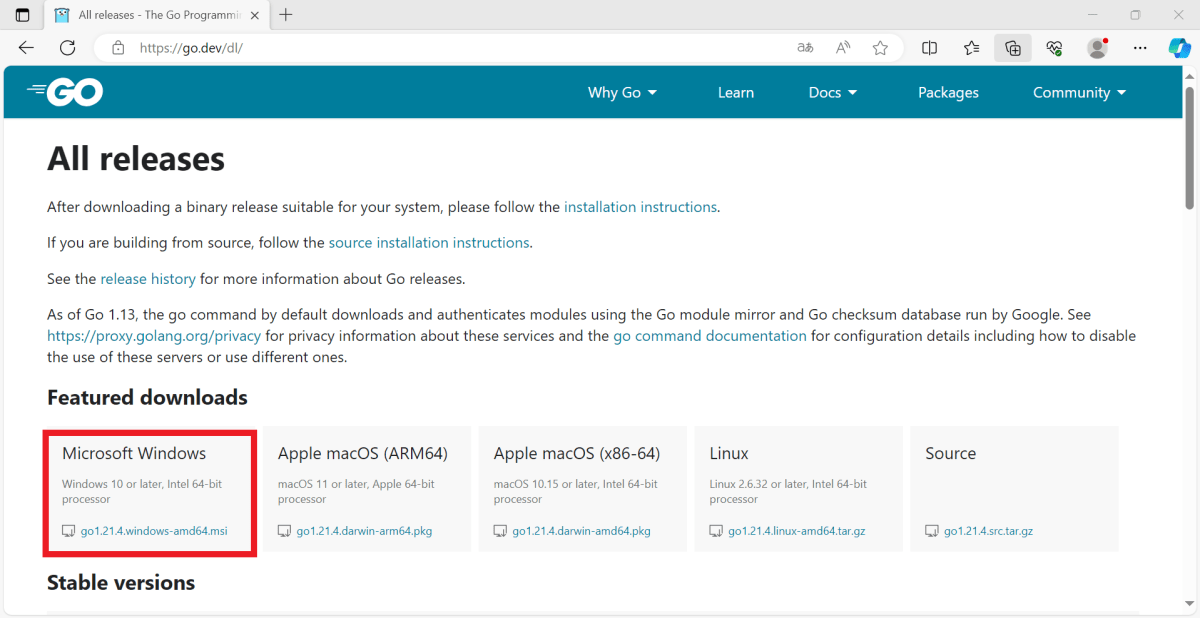 All releases - The Go Programmin
https://go.dev/dl/
GO
Why Go
Learn
Docs
Packages
Community
All releases
After downloading a binary release suitable for your system, please follow the installation instructions.
If you are building from source, follow the source installation instructions.
See the release history for more information about Go releases.
As of Go 1.13, the go command by default downloads and authenticates modules using the Go module mirror and Go checksum database run by Google. See
https://proxy.golang.org/privacy for privacy information about these services and the go command documentation for configuration details including how to disable
the use of these servers or use different ones.
Featured downloads
Microsoft Windows
Windows 10 or later, Intel 64-bit
processor
go1.21.4.windows-amd64.msi
Apple macOS (ARM64)
macOS 11 or later, Apple 64-bit
processor
go1.21.4.darwin-arm64.pkg
Apple macOS (x86-64)
macOS 10.15 or later, Intel 64-bit
processor
go1.21.4.darwin-amd64.pkg
Linux
Linux 2.6.32 or later, Intel 64-bit
processor
go1.21.4.linux-amd64.tar.gz
Source
go1.21.4.src.tar.gz
Stable versions